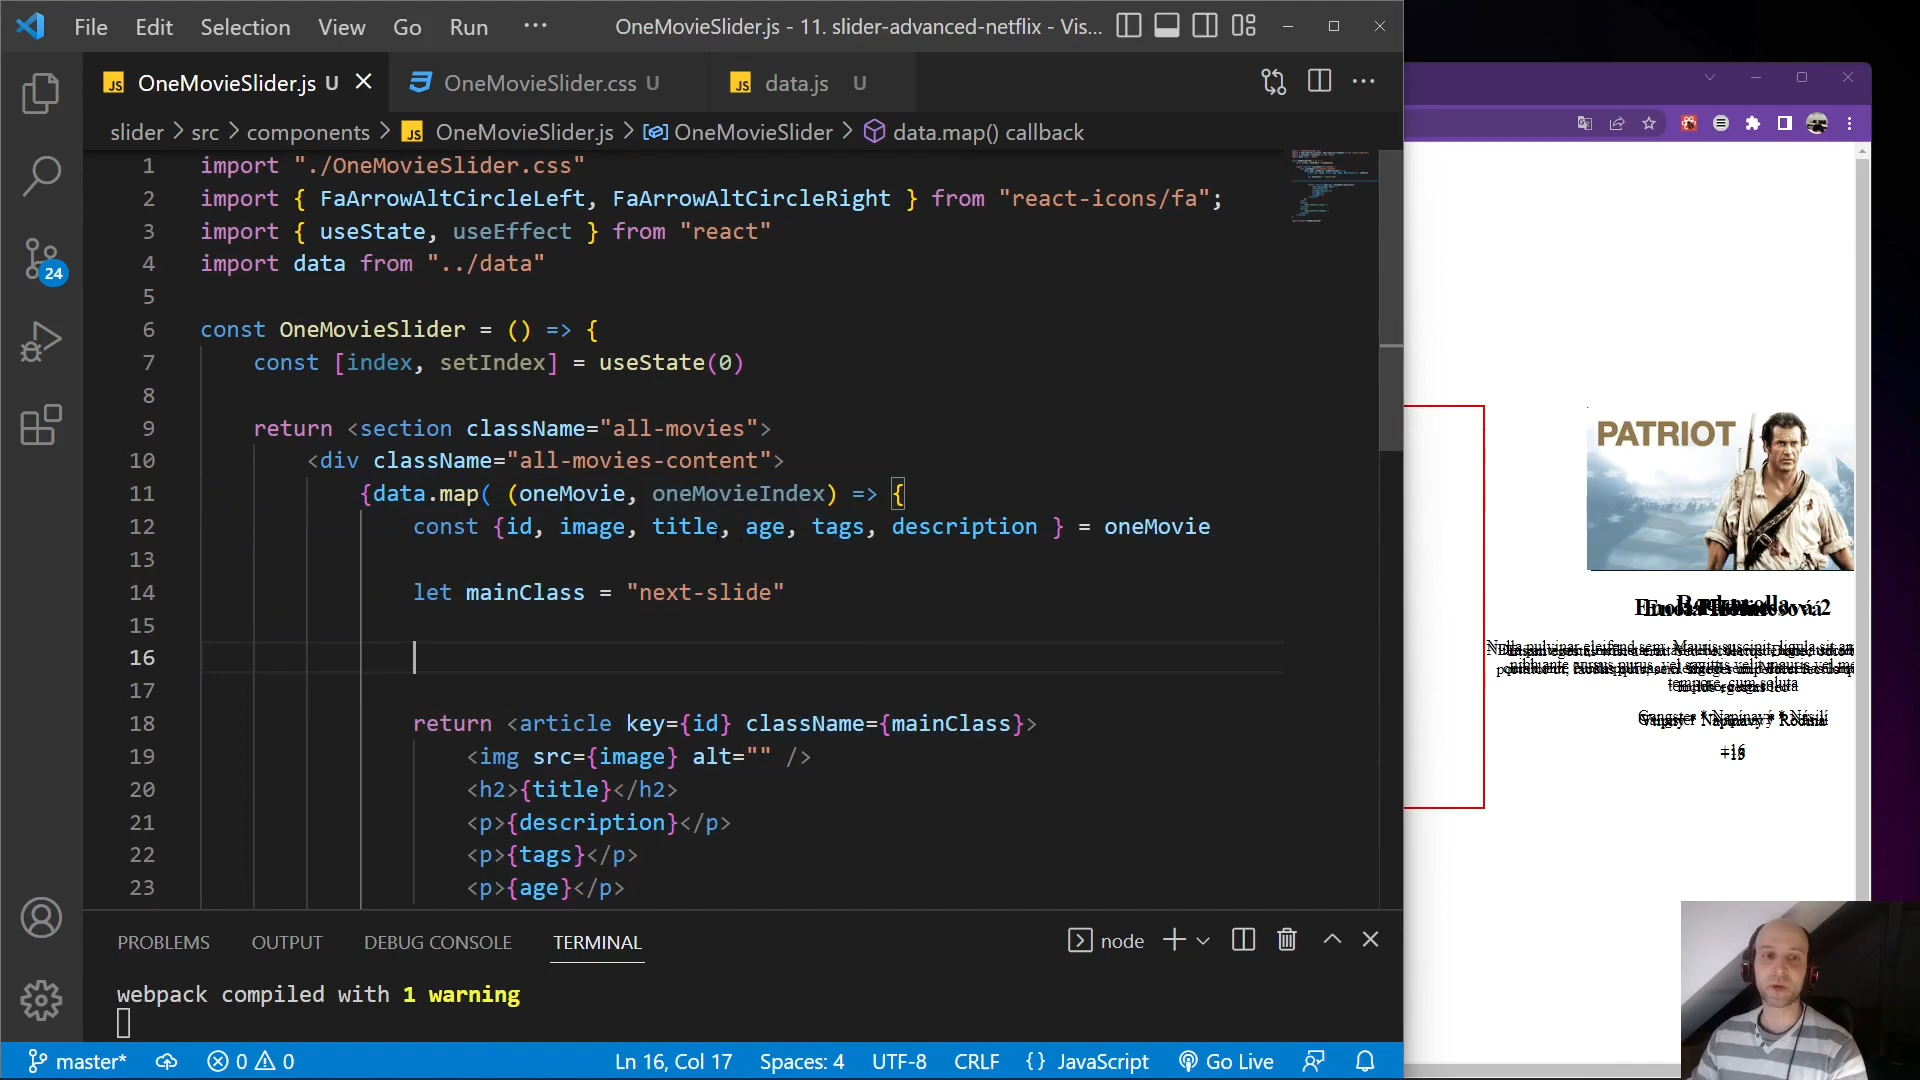 File Edit Selection View Go Run ··· OneMovieSlider.js - 11. slider-advanced-netflix - Vis...
JS OneMovieSlider.js U OneMovieSlider.css U JS data.js U
slider > src > components > JS OneMovieSlider.js > OneMovieSlider > data.map() callback
1 import "./OneMovieSlider.css"
2 import { FaArrowAltCircleLeft, FaArrowAltCircleRight } from "react-icons/fa";
3 import { useState, useEffect } from "react"
4 import data from "../data"
5
6 const OneMovieSlider = () => {
7 const [index, setIndex] = useState(0)
8
9 return <section className="all-movies">
10 <div className="all-movies-content">
11 {data.map( (oneMovie, oneMovieIndex) => {
12 const {id, image, title, age, tags, description } = oneMovie
13
14 let mainClass = "next-slide"
15
16
17
18 return <article key={id} className={mainClass}>
19 <img src={image} alt="" />
20 <h2>{title}</h2>
21 <p>{description}</p>
22 <p>{tags}</p>
23 <p>{age}</p>
24
PROBLEMS OUTPUT DEBUG CONSOLE TERMINAL node
webpack compiled with 1 warning
master* 0 0 Ln 16, Col 17 Spaces: 4 UTF-8 CRLF {} JavaScript Go Live
PATRIOT